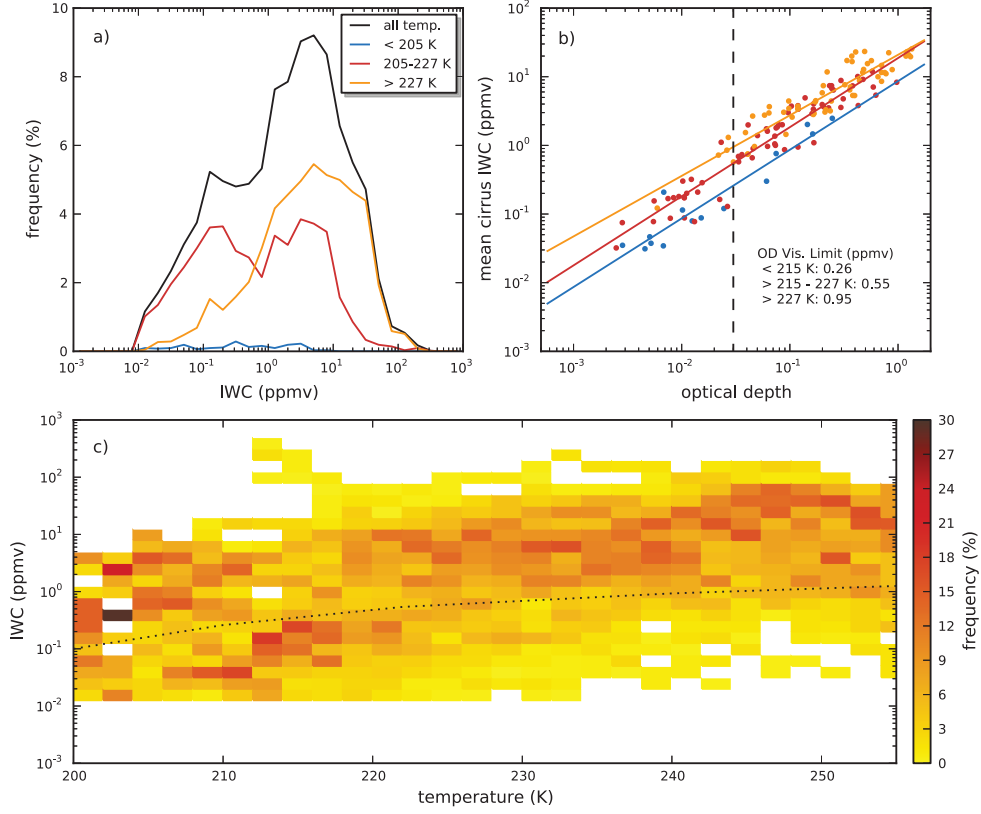 a)
all temp.
< 205 K
205-227 K
> 227 K
10
8
6
4
2
0
frequency (%)
10⁻³ 10⁻² 10⁻¹ 10⁰ 10¹ 10² 10³
IWC (ppmv)
b)
10²
10¹
10⁰
10⁻¹
10⁻²
10⁻³
mean cirrus IWC (ppmv)
OD Vis. Limit (ppmv)
< 215 K: 0.26
> 215 - 227 K: 0.55
> 227 K: 0.95
10⁻³ 10⁻² 10⁻¹ 10⁰
optical depth
c)
10³
10²
10¹
10⁰
10⁻¹
10⁻²
10⁻³
IWC (ppmv)
200 210 220 230 240 250
temperature (K)
30
27
24
21
18
15
12
9
6
3
0
frequency (%)